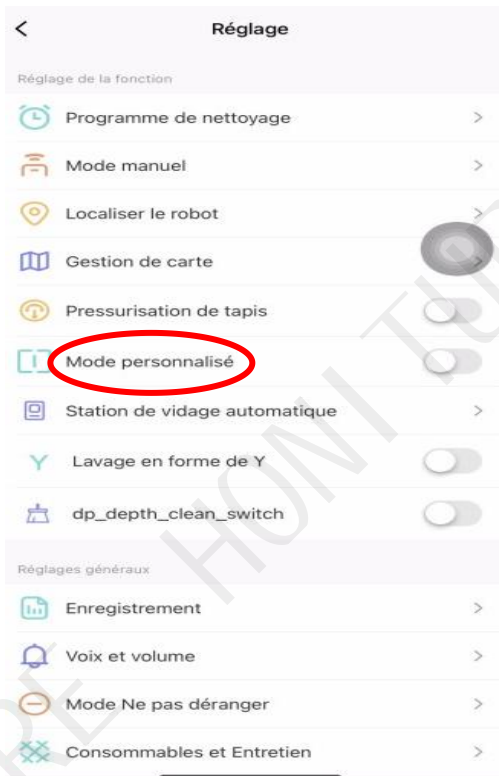 Réglage
Réglage de la fonction
Programme de nettoyage
Mode manuel
Localiser le robot
Gestion de carte
Pressurisation de tapis
Mode personnalisé
Station de vidage automatique
Lavage en forme de Y
dp_depth_clean_switch
Réglages généraux
Enregistrement
Voix et volume
Mode Ne pas déranger
Consommables et Entretien